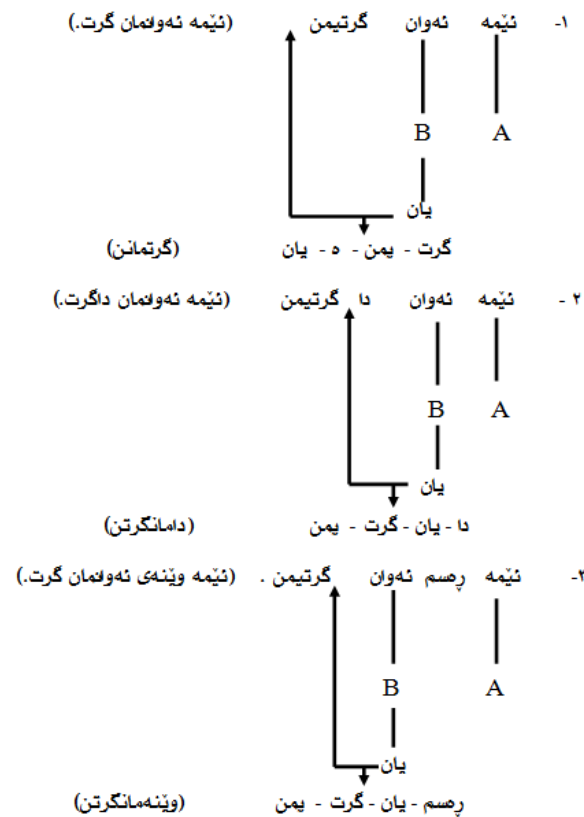 ١- ئێمە ئەوان گرتیمن (ئێمە ئەوانمان گرت.)
B A
یان
گرت - یمن - ە - یان (گرتمانن)
٢ - ئێمە ئەوان دا گرتیمن (ئێمە ئەوانمان داگرت.)
B A
یان
دا - یان - گرت - یمن (دامانگرتن)
٣- ئێمە ڕەسم ئەوان گرتیمن . (ئێمە وێنەی ئەوانمان گرت.)
B A
یان
ڕەسم - یان - گرت - یمن (وێنەمانگرتن)